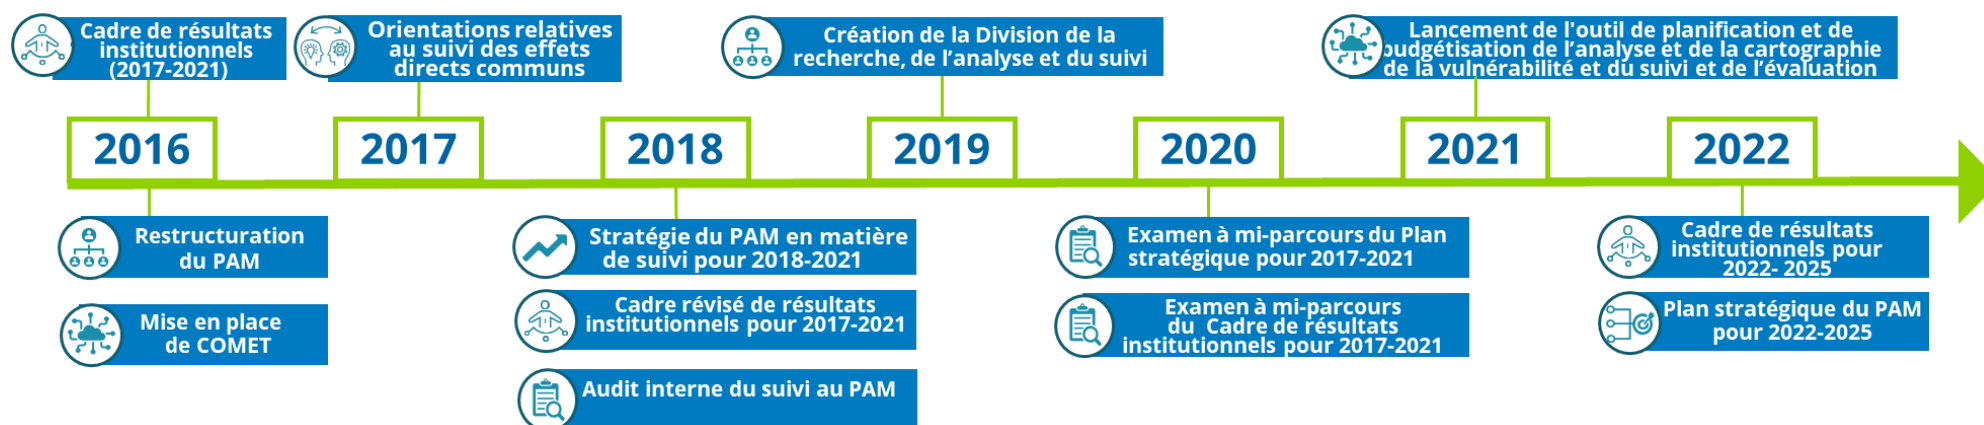 Cadre de résultats
institutionnels
(2017-2021)
Orientations relatives
au suivi des effets
directs communs
Création de la Division de la
recherche, de l’analyse et du suivi
Lancement de l'outil de planification et de
budgétisation de l’analyse et de la cartographie
de la vulnérabilité et du suivi et de l’évaluation
2016
2017
2018
2019
2020
2021
2022
Restructuration
du PAM
Mise en place
de COMET
Stratégie du PAM en matière
de suivi pour 2018-2021
Cadre révisé de résultats
institutionnels pour 2017-2021
Audit interne du suivi au PAM
Examen à mi-parcours du Plan
stratégique pour 2017-2021
Examen à mi-parcours
du Cadre de résultats
institutionnels pour 2017-2021
Cadre de résultats
institutionnels pour
2022- 2025
Plan stratégique du PAM
pour 2022-2025